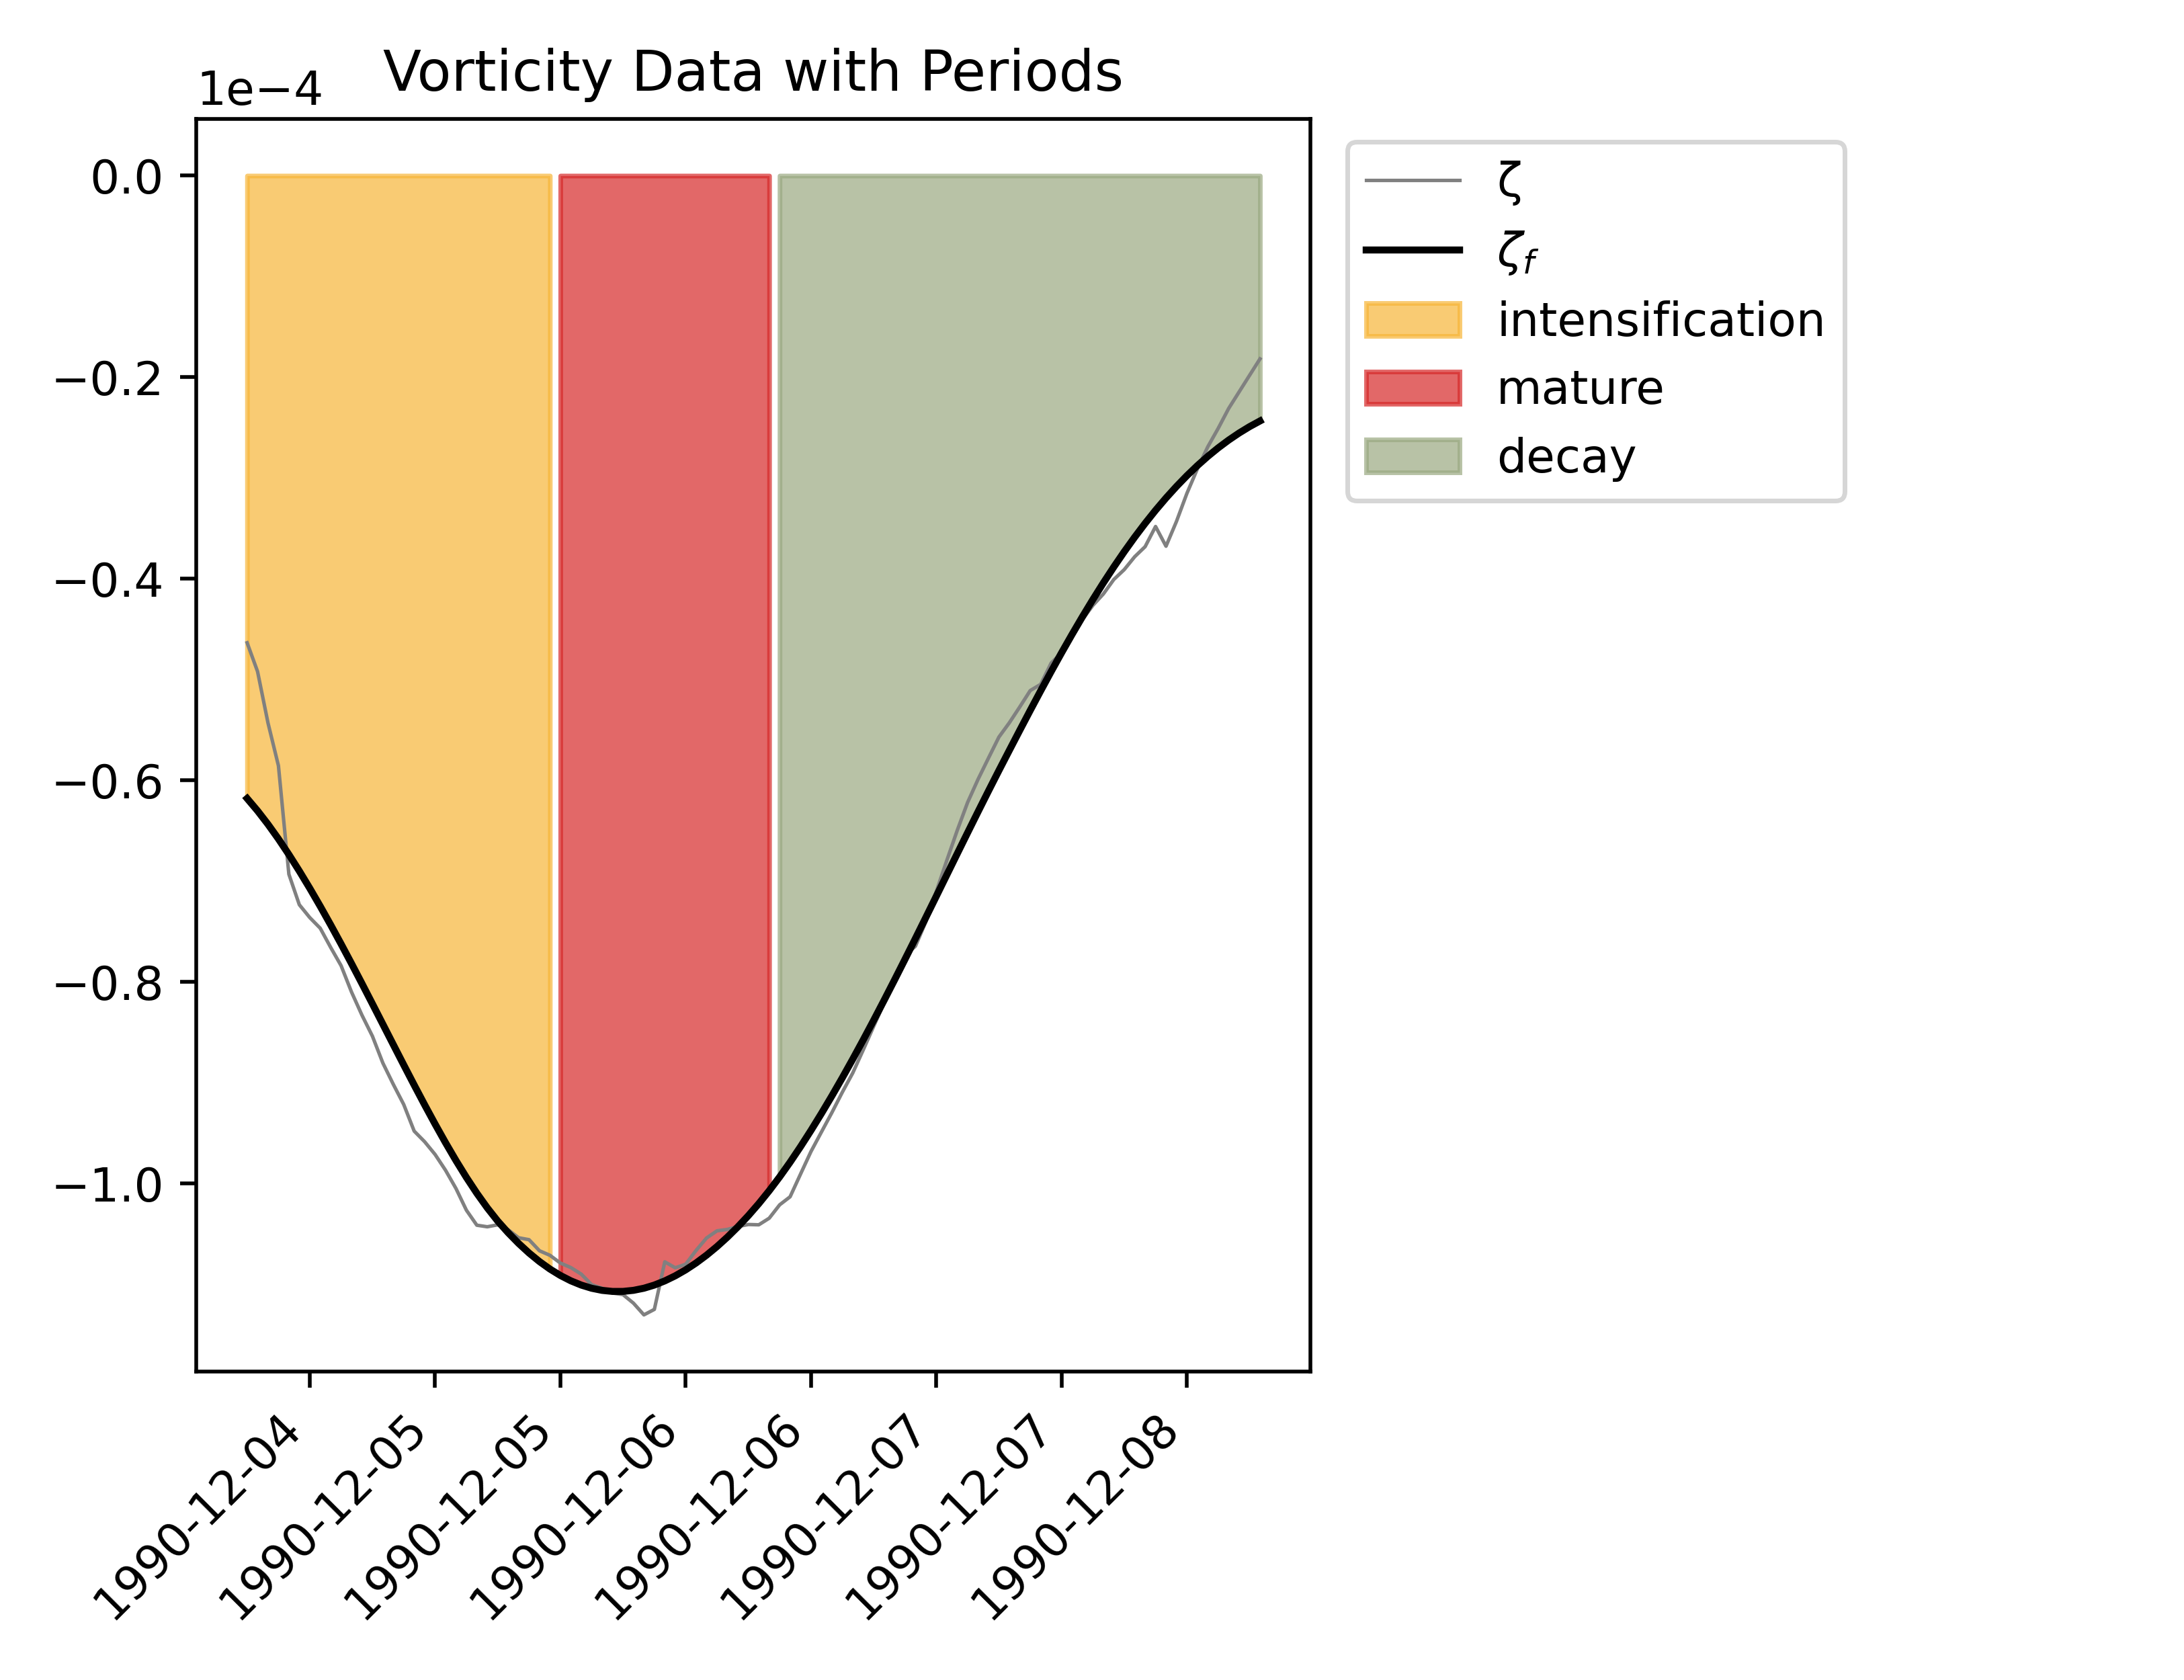 Vorticity Data with Periods
1e−4
0.0
−0.2
−0.4
−0.6
−0.8
−1.0
1990-12-04
1990-12-05
1990-12-05
1990-12-06
1990-12-06
1990-12-07
1990-12-07
1990-12-08
ζ
ζf
intensification
mature
decay